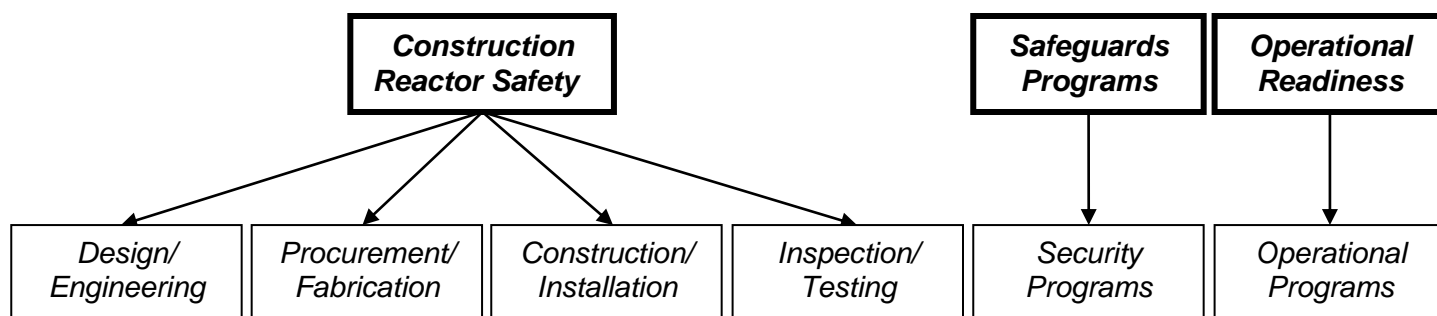 Construction
Reactor Safety
Safeguards
Programs
Operational
Readiness
Design/
Engineering
Procurement/
Fabrication
Construction/
Installation
Inspection/
Testing
Security
Programs
Operational
Programs